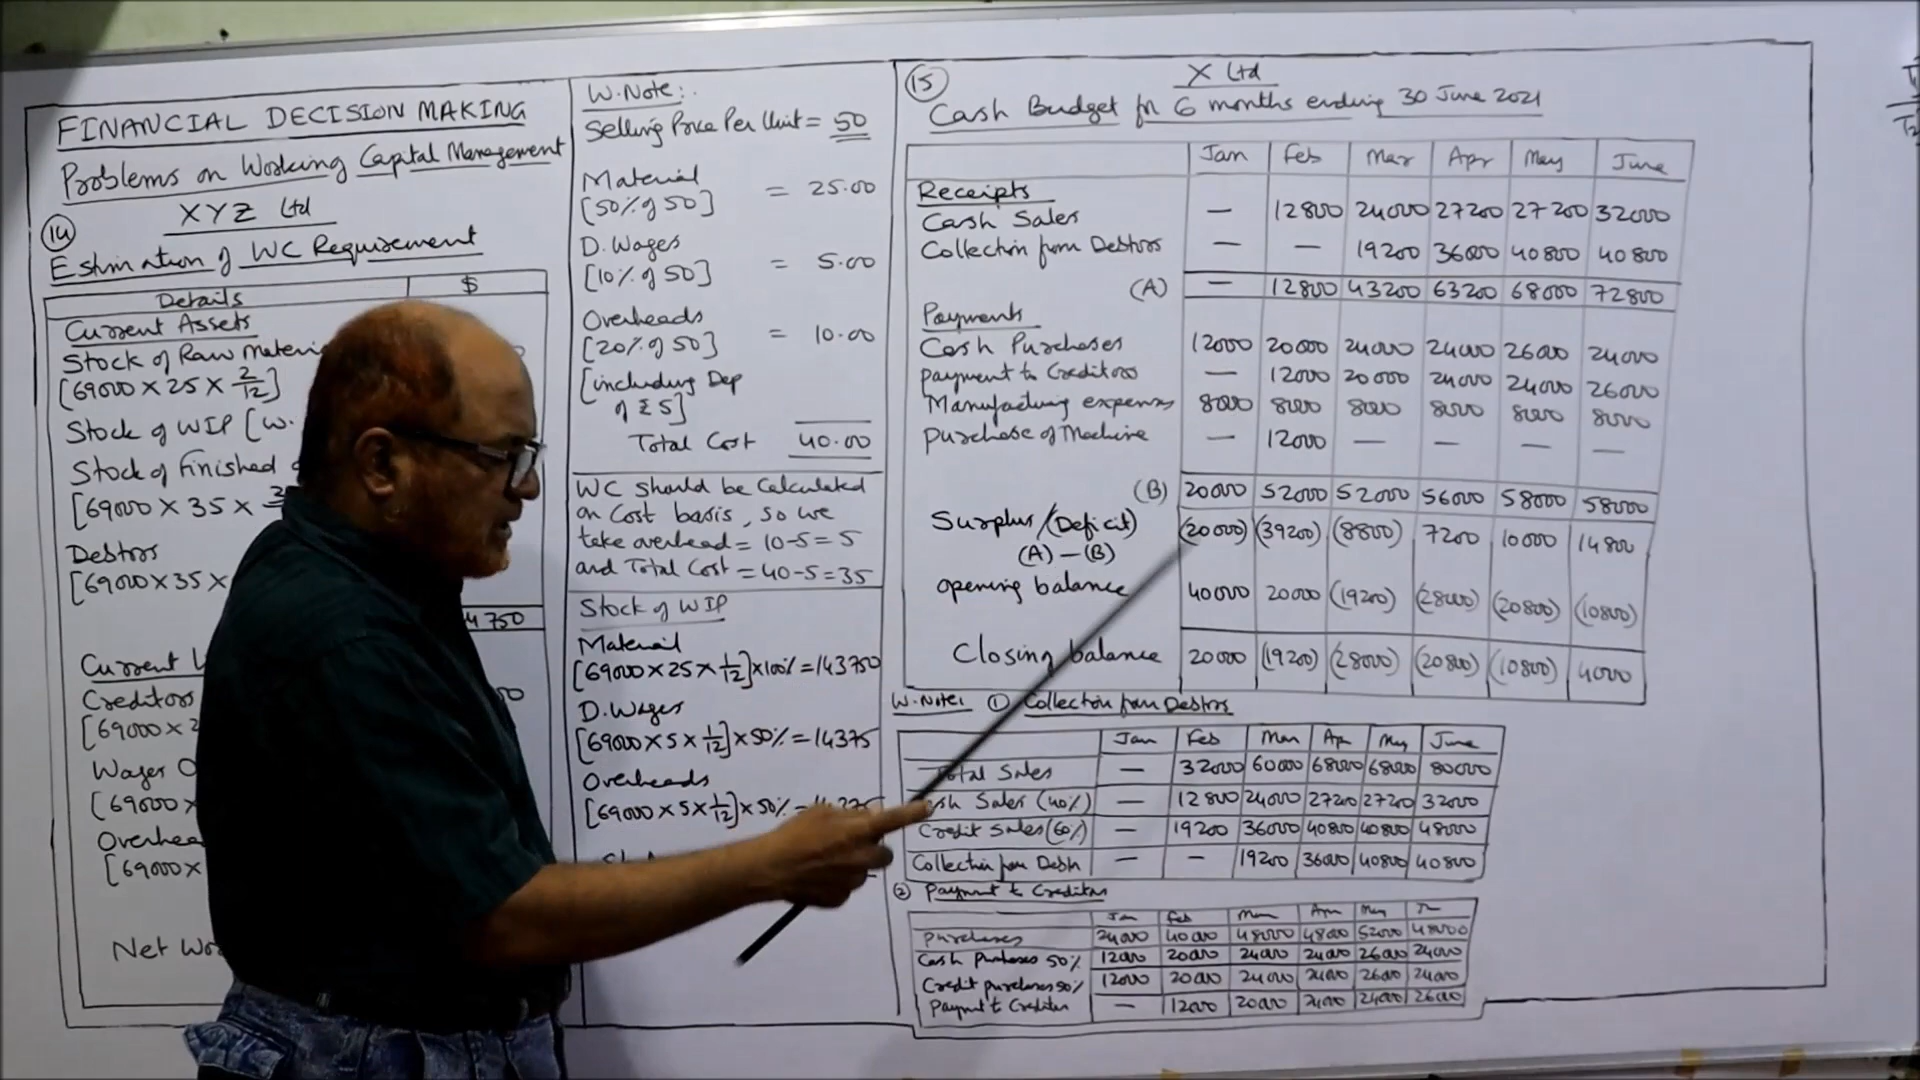 FINANCIAL DECISION MAKING
Problems on Working Capital Management
14 XYZ Ltd
Estimation of WC Requirement
Details $
Current Assets
Stock of Raw Materi
[69000 × 25 × 2/12]
Stock of WIP [W.
Stock of Finished
[69000 × 35 ×
Debtors
[69000 × 35 ×
4750
Current L
Creditors
[69000 × 2
Wages O
(69000 ×
Overhea
[69000 ×
Net Wo
W.Note:.
Selling Price Per Unit = 50
Material
[50% of 50] = 25.00
D. Wages
[10% of 50] = 5.00
Overheads
[20% of 50] = 10.00
[including Dep
of ₹ 5]
Total Cost 40.00
WC should be Calculated
on Cost basis, so we
take overhead = 10-5 = 5
and Total Cost = 40-5 = 35
Stock of WIP
Material
[69000 × 25 × 1/12] × 100% = 143750
D. Wages
[69000 × 5 × 1/12] × 50% = 14375
Overheads
[69000 × 5 × 1/12] × 50% = 14375
15 X Ltd
Cash Budget for 6 months ending 30 June 2021
Jan Feb Mar Apr May June
Receipts
Cash Sales — 12800 24000 27200 27200 32000
Collection from Debtors — — 19200 36000 40800 40800
(A) — 12800 43200 63200 68000 72800
Payments
Cash Purchases 12000 20000 24000 24000 26000 24000
Payment to Creditors — 12000 20000 24000 24000 26000
Manufacturing expenses 8000 8000 8000 8000 8000 8000
Purchase of Machine — 12000 — — — —
(B) 20000 52000 52000 56000 58000 58000
Surplus/(Deficit) (20000) (39200) (8800) 7200 10000 14800
(A) — (B)
Opening balance 40000 20000 (19200) (28000) (20800) (10800)
Closing balance 20000 (19200) (28000) (20800) (10800) 4000
W.Note: ① Collection from Debtors
Jan Feb Mar Apr May June
Total Sales — 32000 60000 68000 68000 80000
Cash Sales (40%) — 12800 24000 27200 27200 32000
Credit Sales (60%) — 19200 36000 40800 40800 48000
Collection from Debtr — — 19200 36000 40800 40800
② Payment to Creditors
Jan Feb Mar Apr May Jun
Purchases 24000 40000 48000 48000 52000 48000
Cash Purchases 50% 12000 20000 24000 24000 26000 24000
Credit purchases 50% 12000 20000 24000 24000 26000 24000
Payment to Creditor — 12000 20000 24000 24000 26000